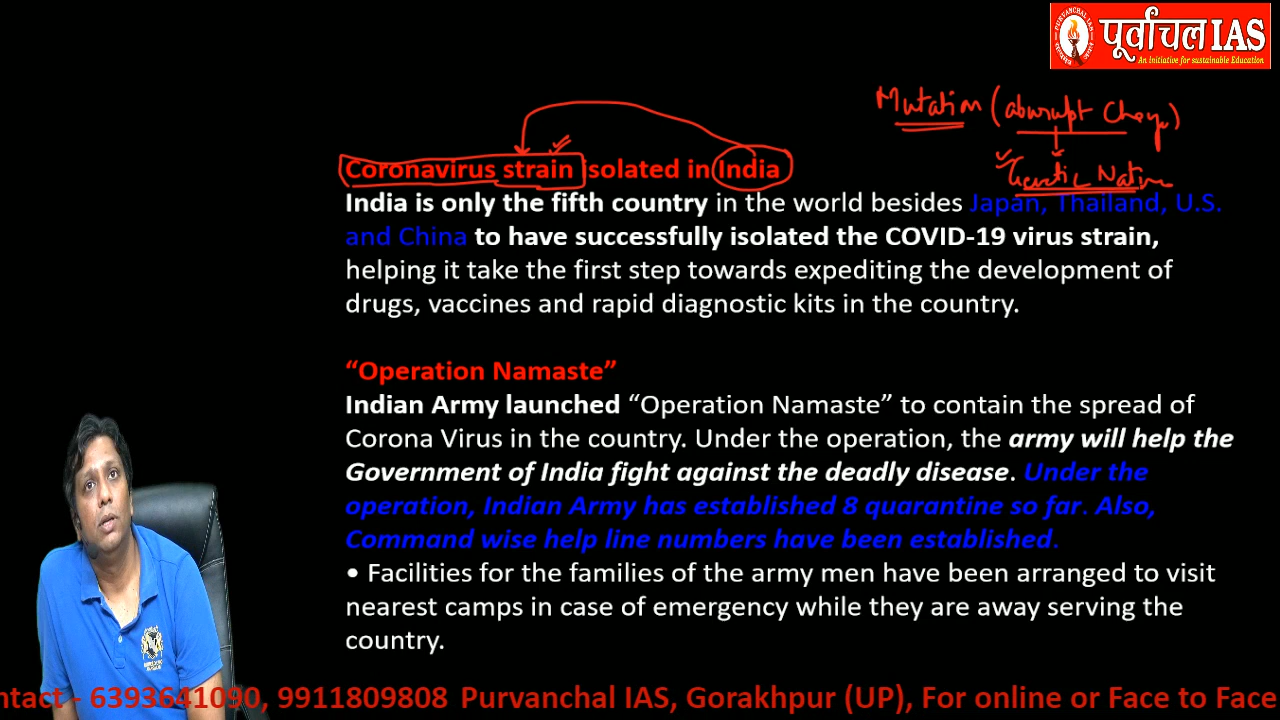 पूर्वांचल IAS
An Initiative for sustainable Education
Mutation (abwrupt Change)
Genetic Nature
Coronavirus strain isolated in India
India is only the fifth country in the world besides Japan, Thailand, U.S.
and China to have successfully isolated the COVID-19 virus strain,
helping it take the first step towards expediting the development of
drugs, vaccines and rapid diagnostic kits in the country.
“Operation Namaste”
Indian Army launched “Operation Namaste” to contain the spread of
Corona Virus in the country. Under the operation, the army will help the
Government of India fight against the deadly disease. Under the
operation, Indian Army has established 8 quarantine so far. Also,
Command wise help line numbers have been established.
• Facilities for the families of the army men have been arranged to visit
nearest camps in case of emergency while they are away serving the
country.
ntact - 6393641090, 9911809808 Purvanchal IAS, Gorakhpur (UP), For online or Face to Face